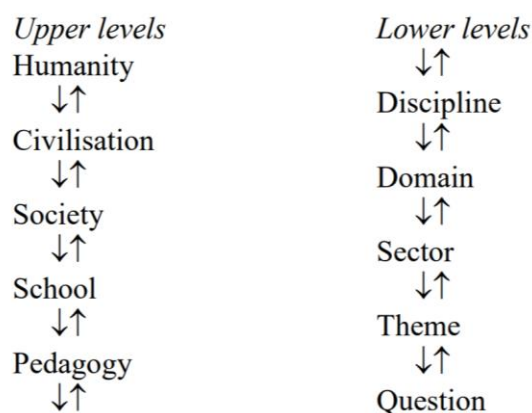 Upper levels
Humanity
↓↑
Civilisation
↓↑
Society
↓↑
School
↓↑
Pedagogy
↓↑
Lower levels
↓↑
Discipline
↓↑
Domain
↓↑
Sector
↓↑
Theme
↓↑
Question